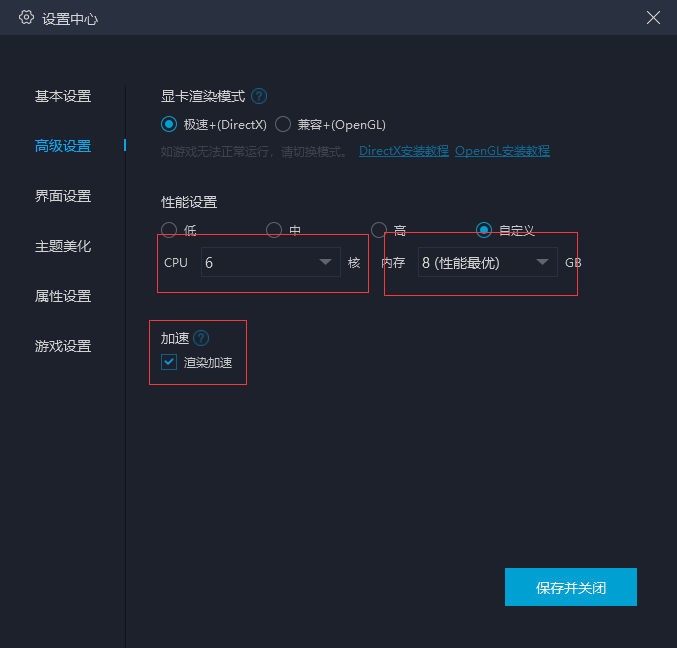 设置中心
基本设置
高级设置
界面设置
主题美化
属性设置
游戏设置
显卡渲染模式 ?
极速+(DirectX) 兼容+(OpenGL)
如游戏无法正常运行，请切换模式。 DirectX安装教程 OpenGL安装教程
性能设置
低 中 高 自定义
CPU 6 核 内存 8 (性能最优) GB
加速 ?
渲染加速
保存并关闭